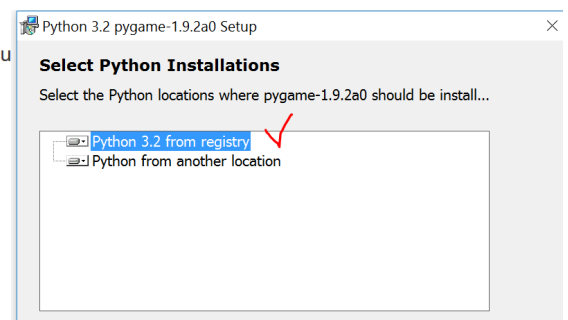 Python 3.2 pygame-1.9.2a0 Setup
u
Select Python Installations
Select the Python locations where pygame-1.9.2a0 should be install...
Python 3.2 from registry
Python from another location